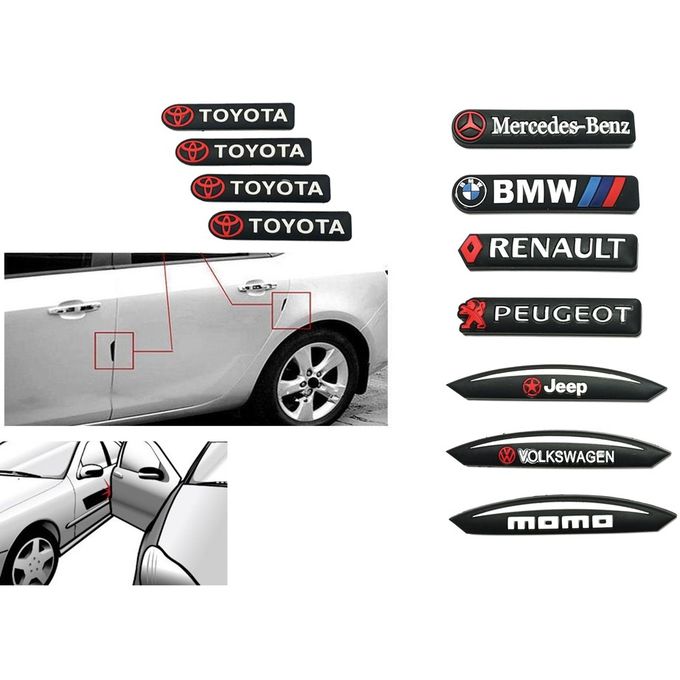 TOYOTA
TOYOTA
TOYOTA
TOYOTA
Mercedes-Benz
BMW
RENAULT
PEUGEOT
Jeep
VOLKSWAGEN
momo